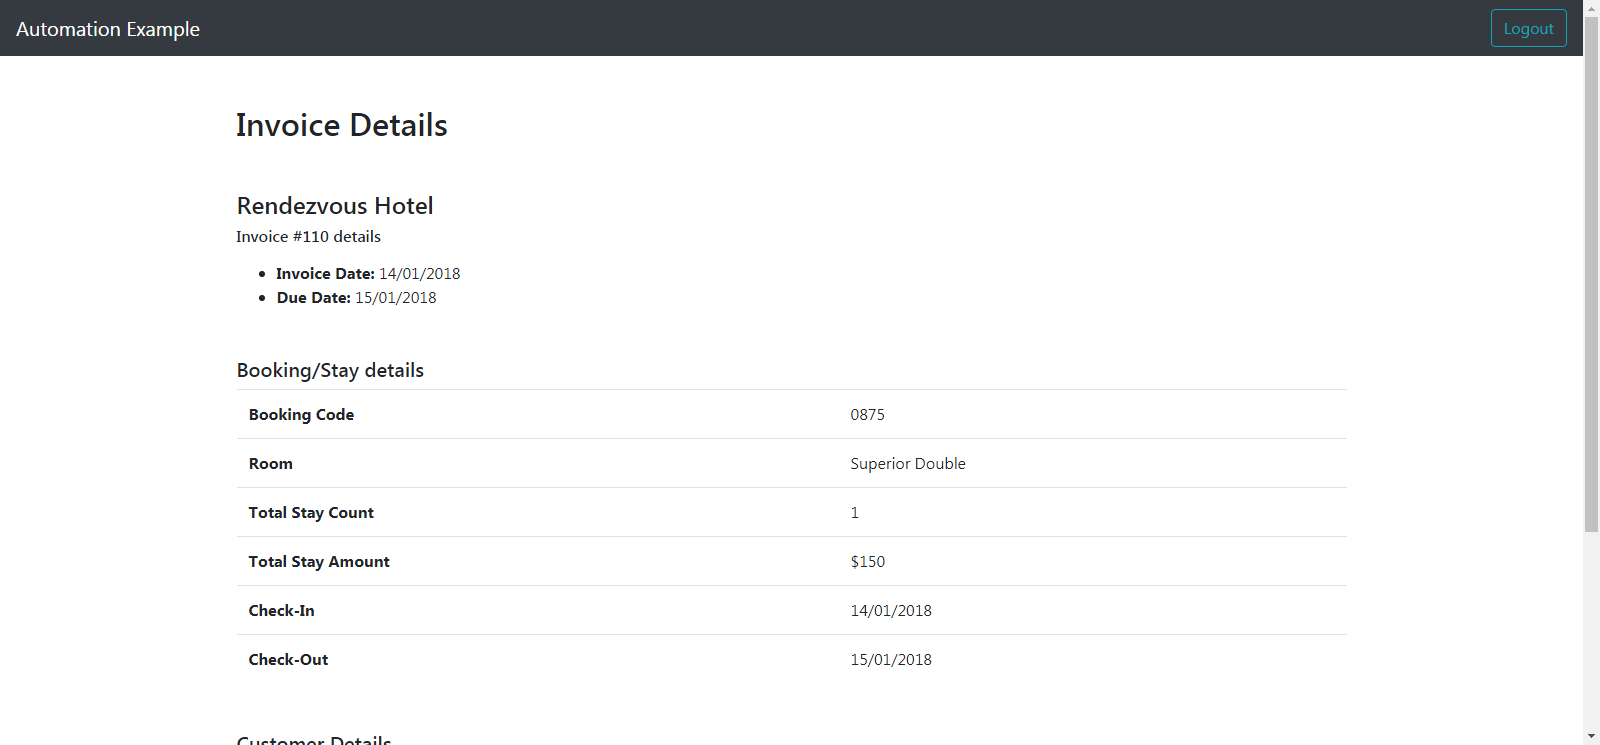 Automation Example
Logout
Invoice Details
Rendezvous Hotel
Invoice #110 details
Invoice Date: 14/01/2018
Due Date: 15/01/2018
Booking/Stay details
Booking Code 0875
Room Superior Double
Total Stay Count 1
Total Stay Amount $150
Check-In 14/01/2018
Check-Out 15/01/2018
Customer Details